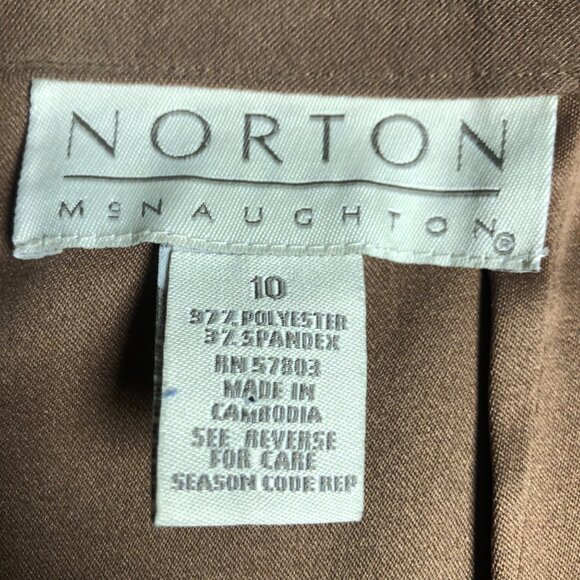 NORTON
McNAUGHTON®
10
97% POLYESTER
3% SPANDEX
RN 57803
MADE IN
CAMBODIA
SEE REVERSE
FOR CARE
SEASON CODE REP